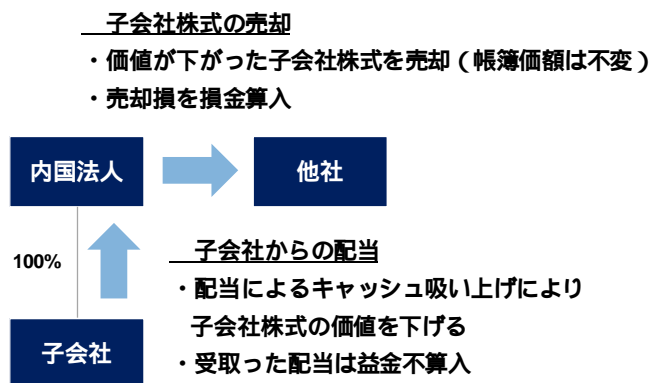 子会社株式の売却
・価値が下がった子会社株式を売却（帳簿価額は不変）
・売却損を損金算入
内国法人
他社
100%
子会社からの配当
・配当によるキャッシュ吸い上げにより
子会社株式の価値を下げる
・受取った配当は益金不算入
子会社